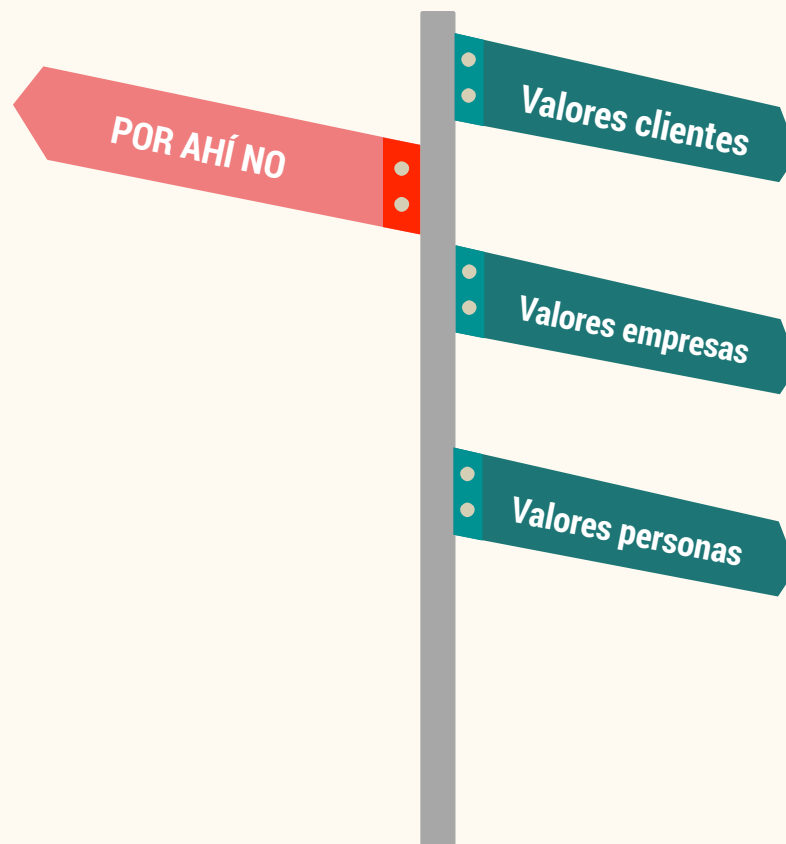 POR AHÍ NO
Valores clientes
Valores empresas
Valores personas